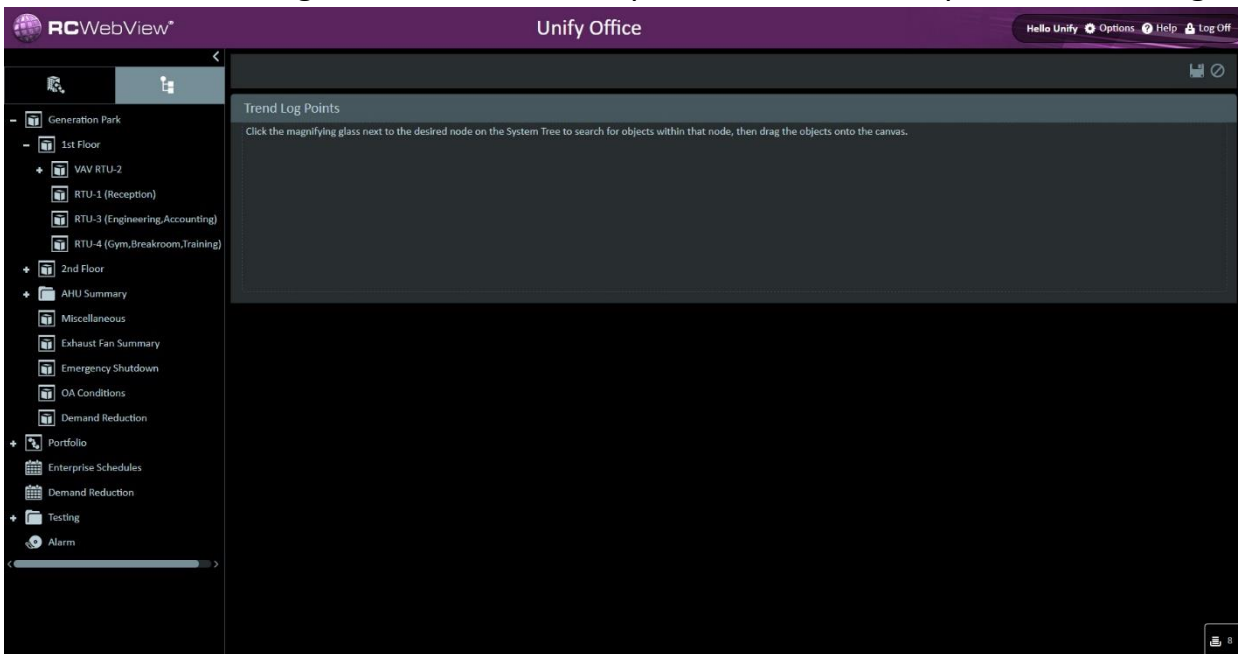 RCWebView®
Unify Office
Hello Unify Options Help Log Off
Generation Park
1st Floor
VAV RTU-2
RTU-1 (Reception)
RTU-3 (Engineering,Accounting)
RTU-4 (Gym,Breakroom,Training)
2nd Floor
AHU Summary
Miscellaneous
Exhaust Fan Summary
Emergency Shutdown
OA Conditions
Demand Reduction
Portfolio
Enterprise Schedules
Demand Reduction
Testing
Alarm
Trend Log Points
Click the magnifying glass next to the desired node on the System Tree to search for objects within that node, then drag the objects onto the canvas.
8